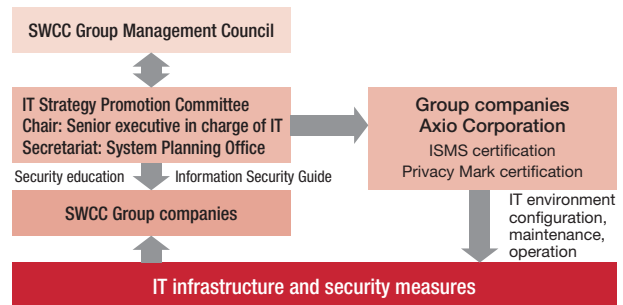 SWCC Group Management Council
IT Strategy Promotion Committee
Chair: Senior executive in charge of IT
Secretariat: System Planning Office
Group companies
Axio Corporation
ISMS certification
Privacy Mark certification
Security education
Information Security Guide
SWCC Group companies
IT environment
configuration,
maintenance,
operation
IT infrastructure and security measures